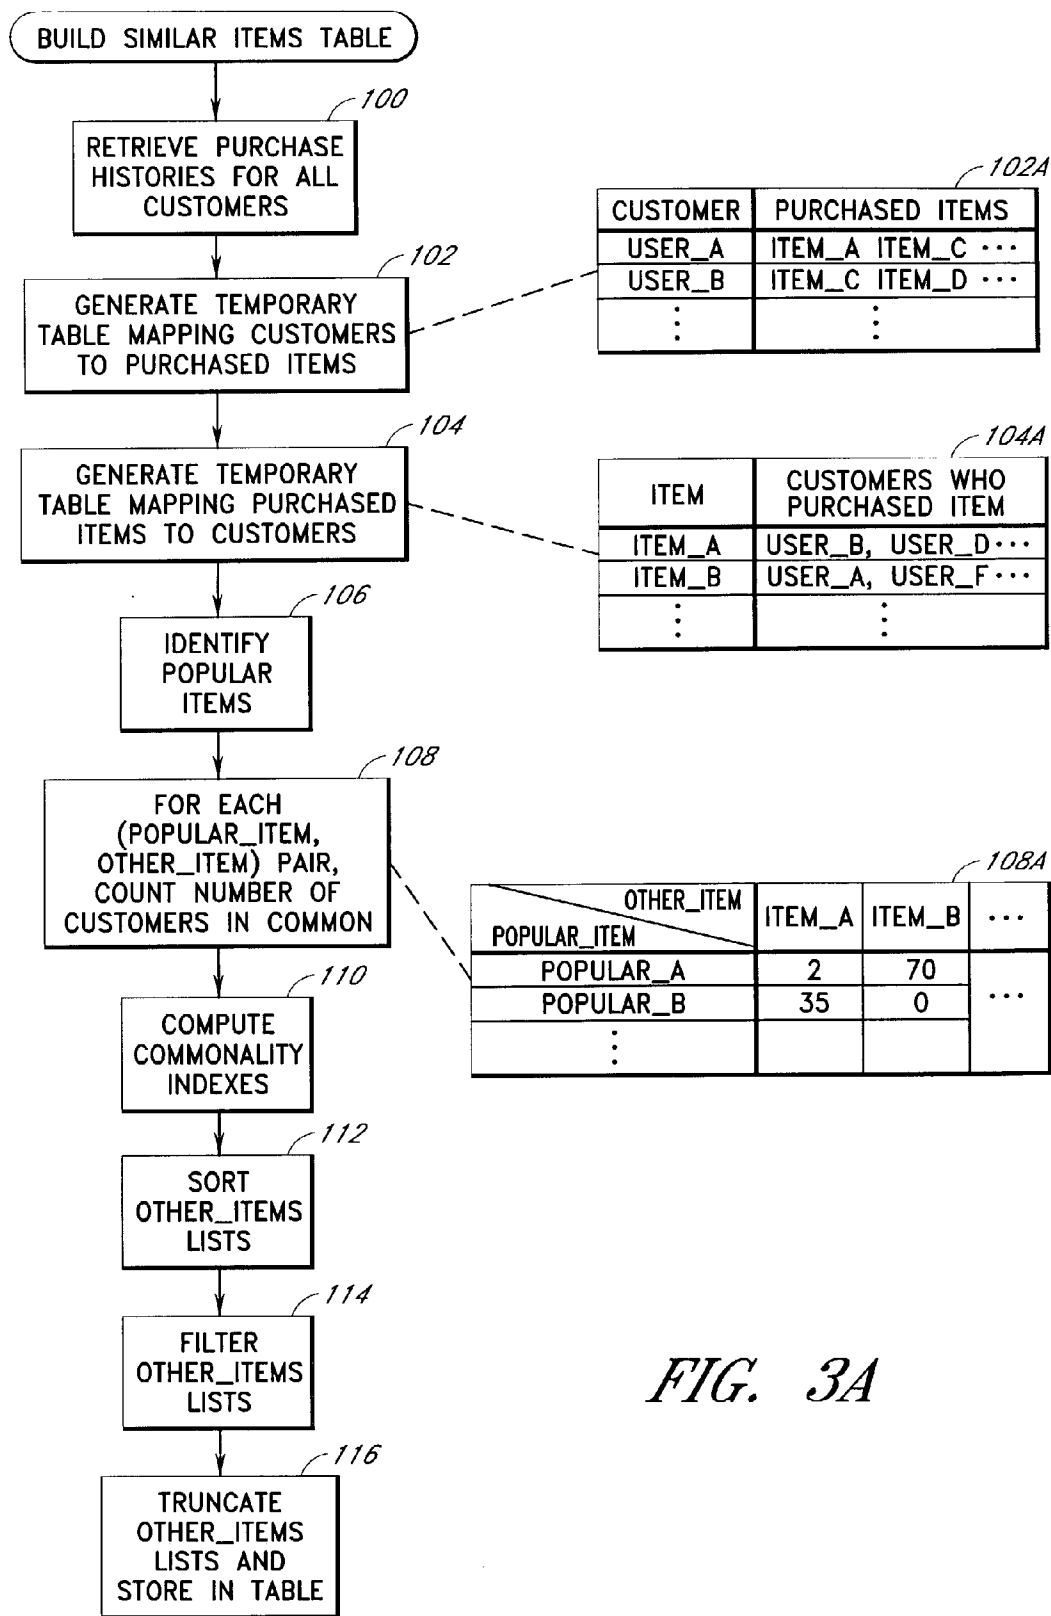 BUILD SIMILAR ITEMS TABLE
100
RETRIEVE PURCHASE
HISTORIES FOR ALL
CUSTOMERS
102
GENERATE TEMPORARY
TABLE MAPPING CUSTOMERS
TO PURCHASED ITEMS
102A
CUSTOMER PURCHASED ITEMS
USER_A ITEM_A ITEM_C ···
USER_B ITEM_C ITEM_D ···
104
GENERATE TEMPORARY
TABLE MAPPING PURCHASED
ITEMS TO CUSTOMERS
104A
ITEM
CUSTOMERS WHO
PURCHASED ITEM
ITEM_A USER_B, USER_D···
ITEM_B USER_A, USER_F···
106
IDENTIFY
POPULAR
ITEMS
108
FOR EACH
(POPULAR_ITEM,
OTHER_ITEM) PAIR,
COUNT NUMBER OF
CUSTOMERS IN COMMON
108A
OTHER_ITEM
POPULAR_ITEM
ITEM_A ITEM_B ···
POPULAR_A 2 70
POPULAR_B 35 0
···
110
COMPUTE
COMMONALITY
INDEXES
112
SORT
OTHER_ITEMS
LISTS
114
FILTER
OTHER_ITEMS
LISTS
116
TRUNCATE
OTHER_ITEMS
LISTS AND
STORE IN TABLE
FIG. 3A